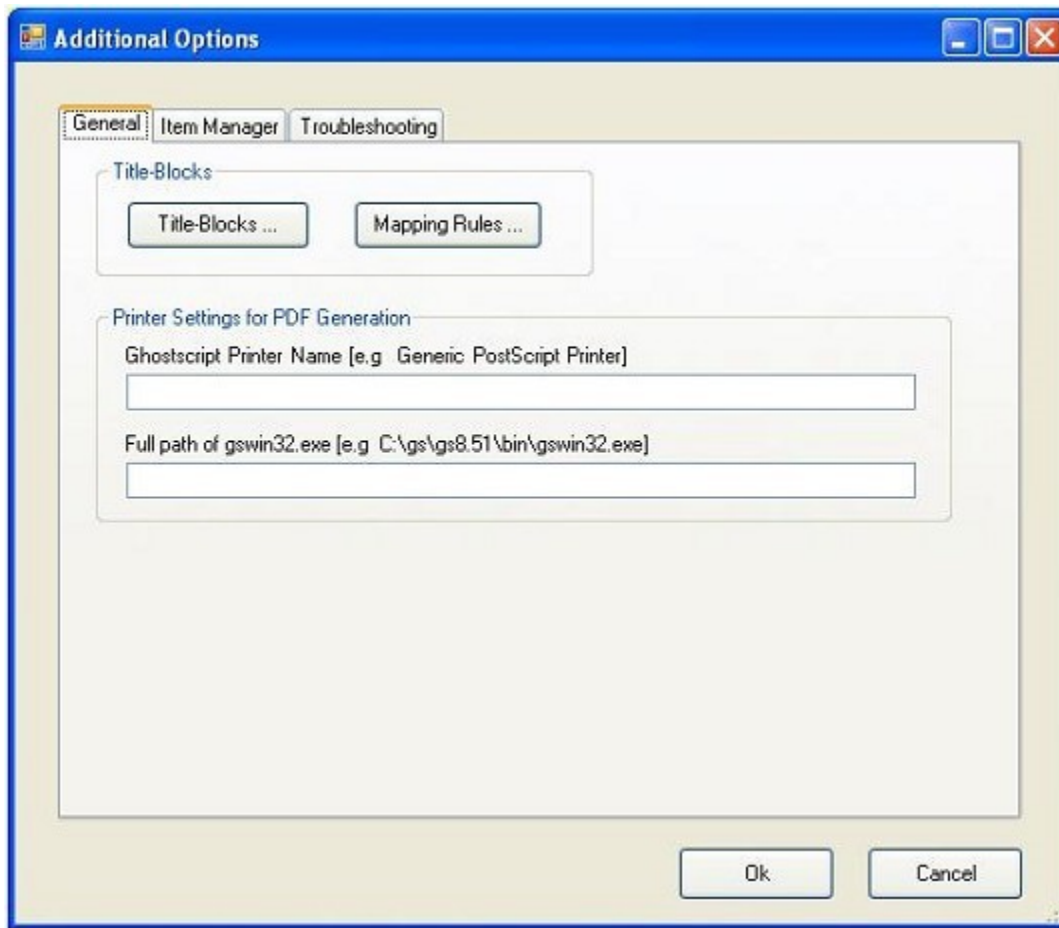 Additional Options
General Item Manager Troubleshooting
Title-Blocks
Title-Blocks ... Mapping Rules ...
Printer Settings for PDF Generation
Ghostscript Printer Name [e.g Generic PostScript Printer]
Full path of gswin32.exe [e.g C:\gs\gs8.51\bin\gswin32.exe]
Ok Cancel